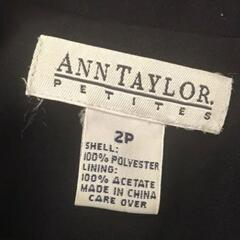 ANN TAYLOR.
PETITES
2P
SHELL:
100% POLYESTER
LINING:
100% ACETATE
MADE IN CHINA
CARE OVER